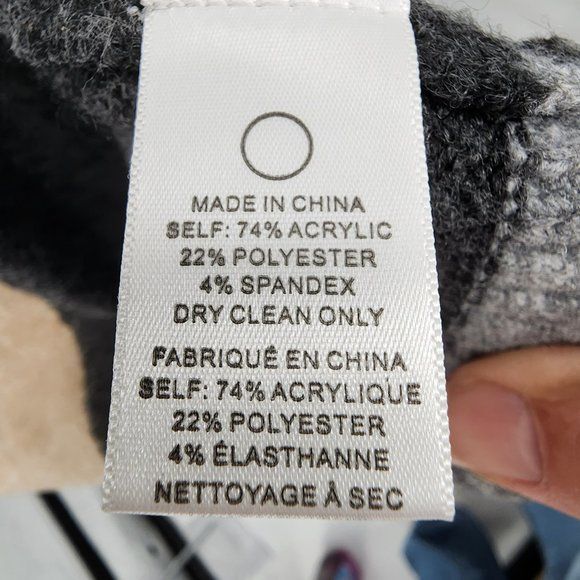 MADE IN CHINA
SELF: 74% ACRYLIC
22% POLYESTER
4% SPANDEX
DRY CLEAN ONLY
FABRIQUÉ EN CHINA
SELF: 74% ACRYLIQUE
22% POLYESTER
4% ÉLASTHANNE
NETTOYAGE À SEC